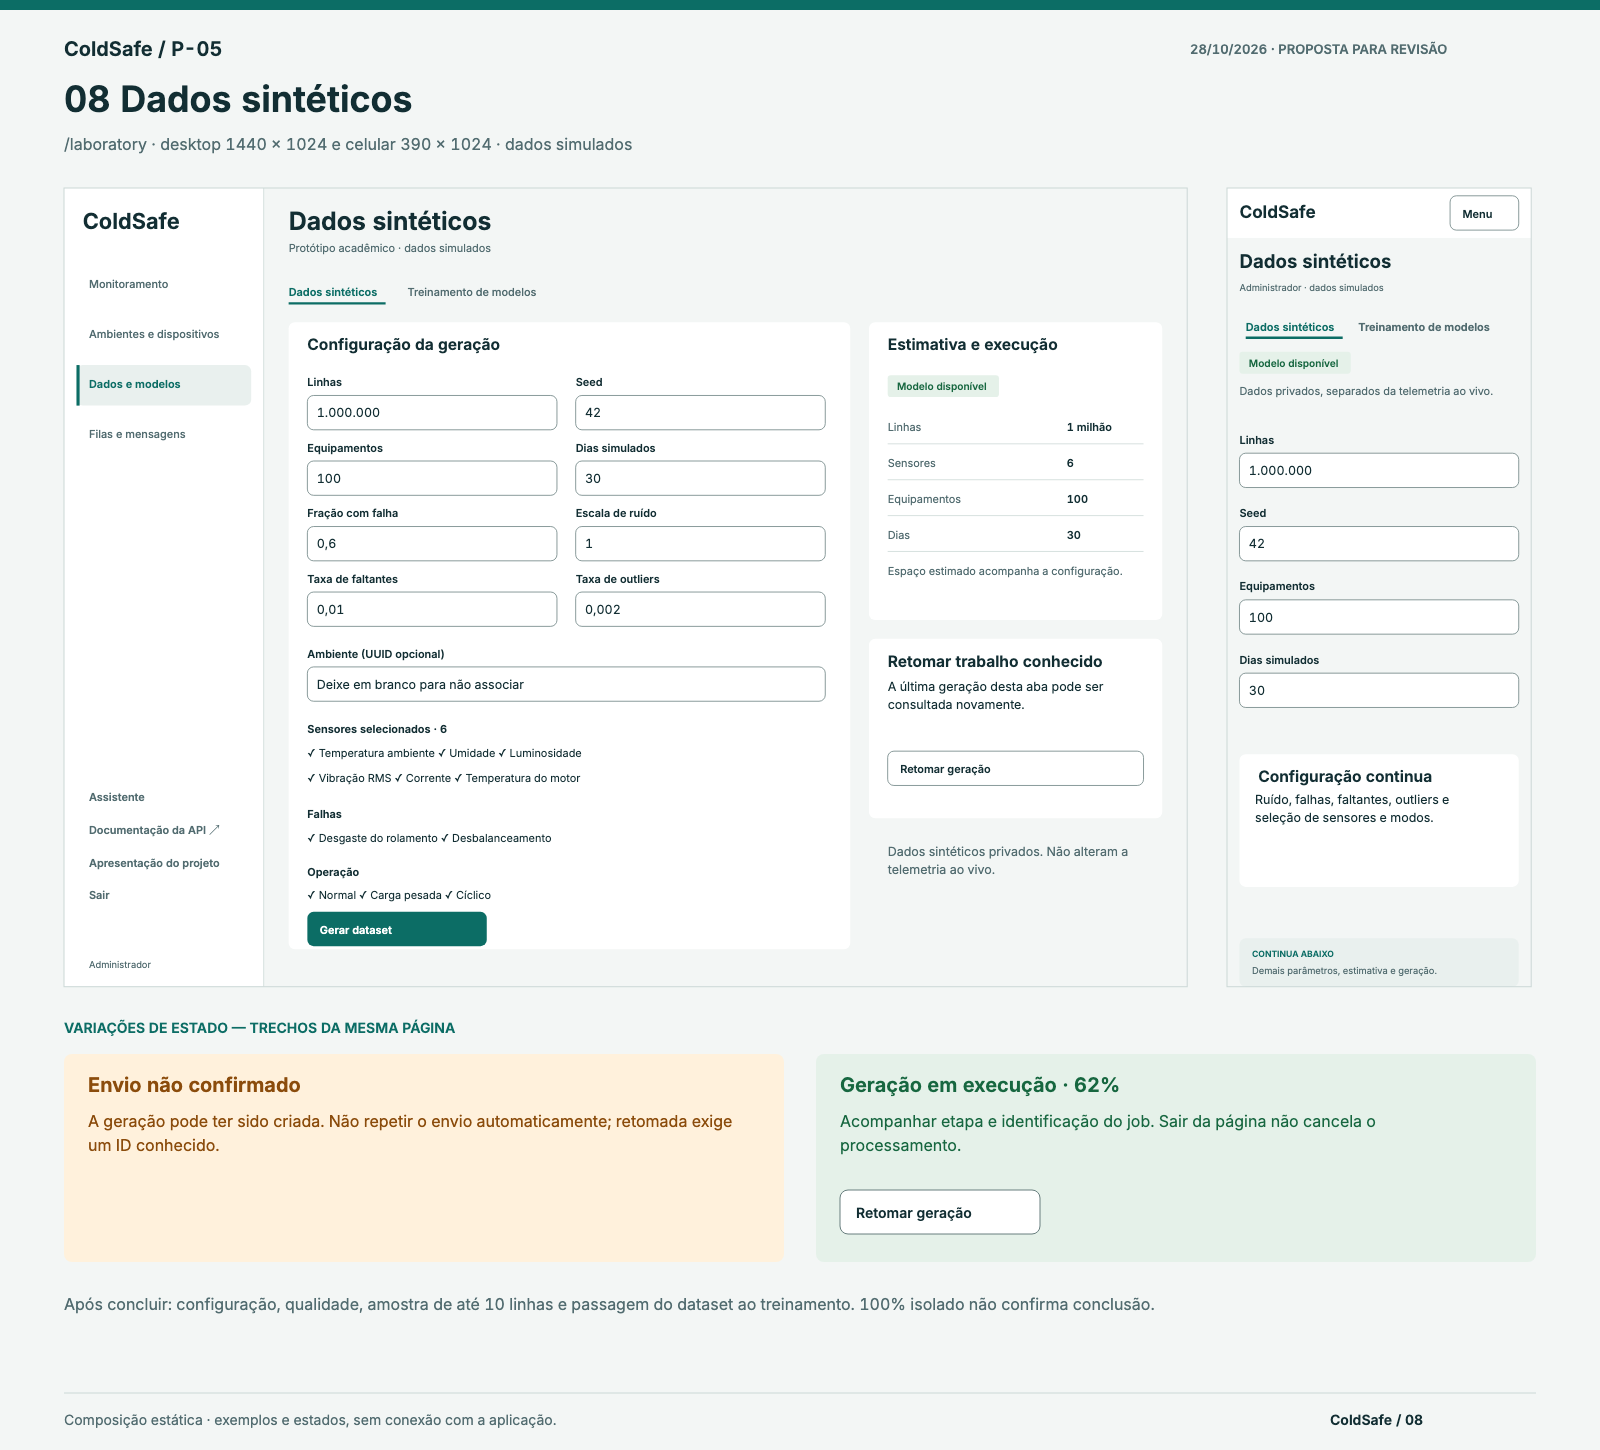 ColdSafe / P-05
28/10/2026 · PROPOSTA PARA REVISÃO
08 Dados sintéticos
/laboratory · desktop 1440 × 1024 e celular 390 × 1024 · dados simulados
ColdSafe
Monitoramento
Ambientes e dispositivos
Dados e modelos
Filas e mensagens
Assistente
Documentação da API ↗
Apresentação do projeto
Sair
Administrador
Dados sintéticos
Protótipo acadêmico · dados simulados
Dados sintéticos Treinamento de modelos
Configuração da geração
Linhas Seed
1.000.000 42
Equipamentos Dias simulados
100 30
Fração com falha Escala de ruído
0,6 1
Taxa de faltantes Taxa de outliers
0,01 0,002
Ambiente (UUID opcional)
Deixe em branco para não associar
Sensores selecionados · 6
✓ Temperatura ambiente ✓ Umidade ✓ Luminosidade
✓ Vibração RMS ✓ Corrente ✓ Temperatura do motor
Falhas
✓ Desgaste do rolamento ✓ Desbalanceamento
Operação
✓ Normal ✓ Carga pesada ✓ Cíclico
Gerar dataset
Estimativa e execução
Modelo disponível
Linhas 1 milhão
Sensores 6
Equipamentos 100
Dias 30
Espaço estimado acompanha a configuração.
Retomar trabalho conhecido
A última geração desta aba pode ser
consultada novamente.
Retomar geração
Dados sintéticos privados. Não alteram a
telemetria ao vivo.
ColdSafe
Menu
Dados sintéticos
Administrador · dados simulados
Dados sintéticos Treinamento de modelos
Modelo disponível
Dados privados, separados da telemetria ao vivo.
Linhas
1.000.000
Seed
42
Equipamentos
100
Dias simulados
30
Configuração continua
Ruído, falhas, faltantes, outliers e
seleção de sensores e modos.
CONTINUA ABAIXO
Demais parâmetros, estimativa e geração.
VARIAÇÕES DE ESTADO — TRECHOS DA MESMA PÁGINA
Envio não confirmado
A geração pode ter sido criada. Não repetir o envio automaticamente; retomada exige
um ID conhecido.
Geração em execução · 62%
Acompanhar etapa e identificação do job. Sair da página não cancela o
processamento.
Retomar geração
Após concluir: configuração, qualidade, amostra de até 10 linhas e passagem do dataset ao treinamento. 100% isolado não confirma conclusão.
Composição estática · exemplos e estados, sem conexão com a aplicação.
ColdSafe / 08